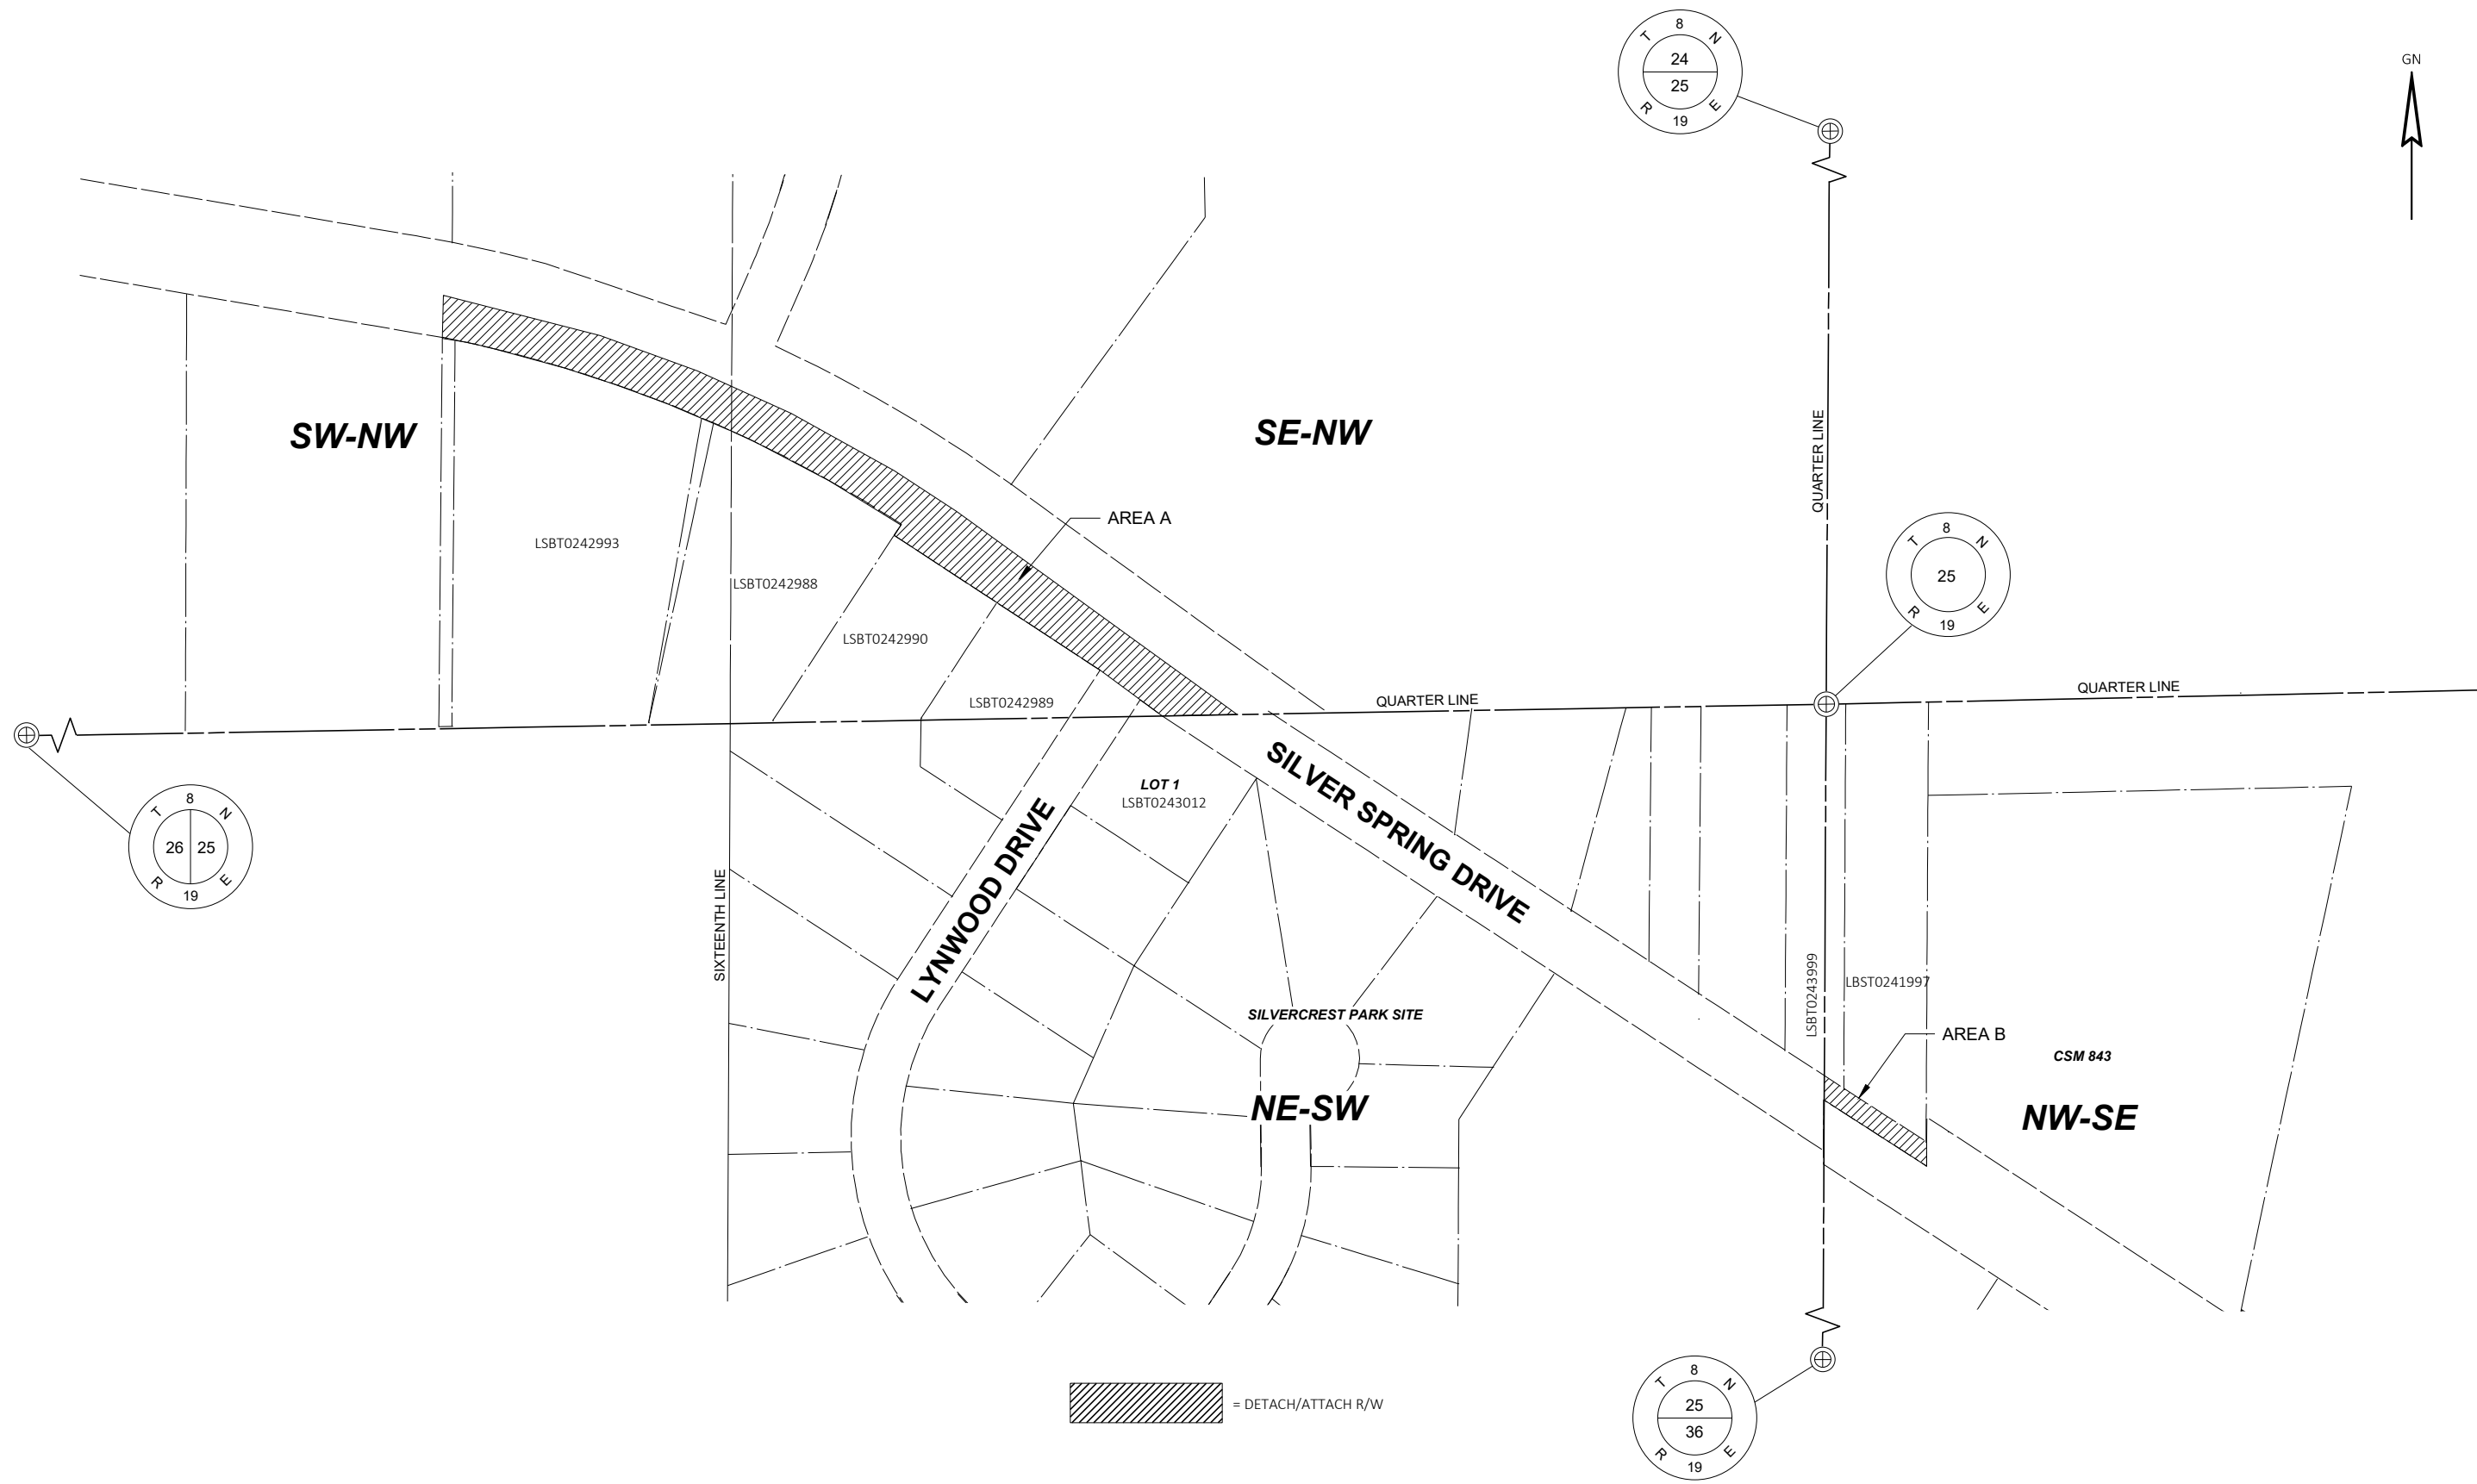 8
T N
24
25
R E
19
GN
SW-NW
SE-NW
QUARTER LINE
AREA A
LSBT0242993
LSBT0242988
LSBT0242990
LSBT0242989
8
T N
25
R E
19
QUARTER LINE
QUARTER LINE
SILVER SPRING DRIVE
LOT 1
LSBT0243012
8
T N
26 25
R E
19
SIXTEENTH LINE
LYNWOOD DRIVE
LSBT0243999
LBST0241997
SILVERCREST PARK SITE
AREA B
CSM 843
NE-SW
NW-SE
= DETACH/ATTACH R/W
8
T N
25
36
R E
19